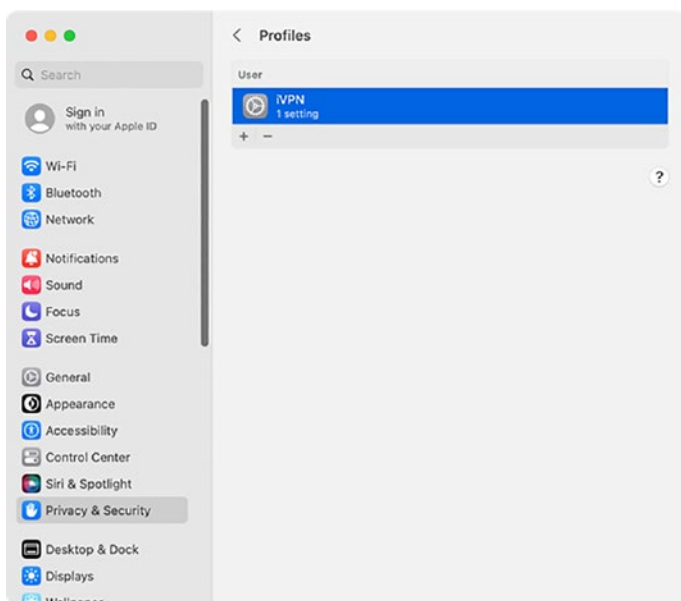 Profiles
Search
Sign in
with your Apple ID
Wi-Fi
Bluetooth
Network
Notifications
Sound
Focus
Screen Time
General
Appearance
Accessibility
Control Center
Siri & Spotlight
Privacy & Security
Desktop & Dock
Displays
User
iVPN
1 setting
+ −
?